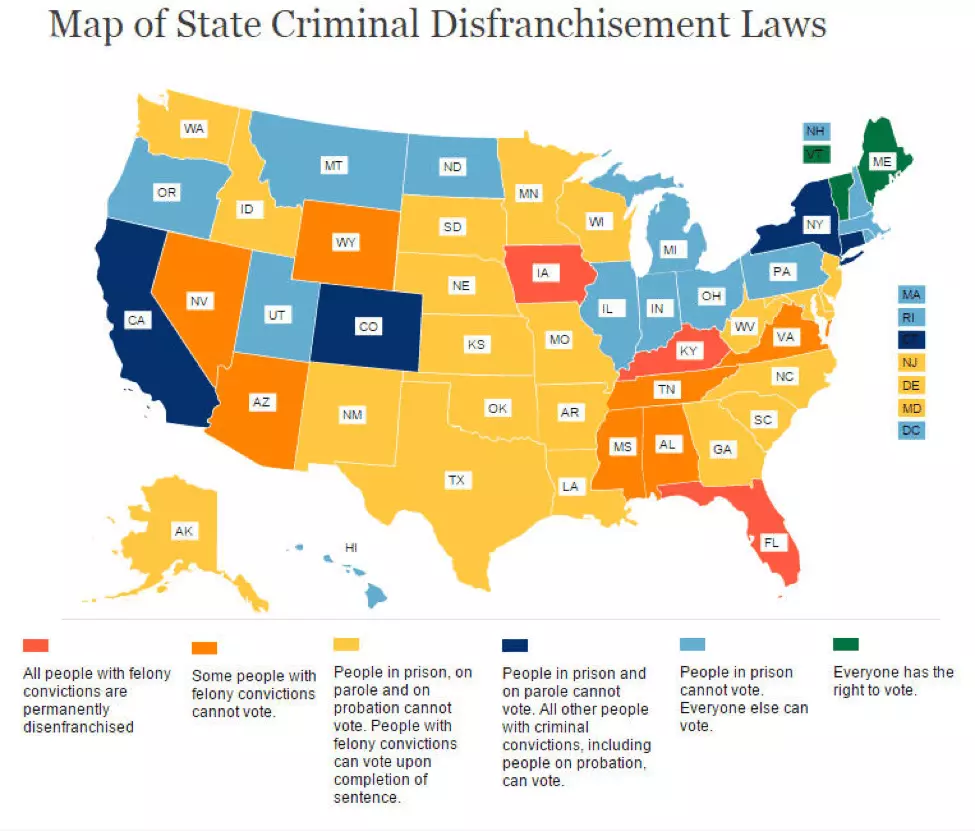 Map of State Criminal Disfranchisement Laws
WA
NH
VT
ME
MT
ND
OR
MN
ID
SD
WI
NY
WY
MI
IA
PA
NE
NV
OH
MA
UT
IL
IN
RI
CA
CO
WV
VA
CT
KS
MO
KY
NJ
NC
DE
TN
AZ
OK
AR
MD
NM
SC
DC
MS
AL
GA
TX
LA
AK
FL
HI
All people with felony
convictions are
permanently
disenfranchised
Some people with
felony convictions
cannot vote.
People in prison, on
parole and on
probation cannot
vote. People with
felony convictions
can vote upon
completion of
sentence.
People in prison and
on parole cannot
vote. All other people
with criminal
convictions, including
people on probation,
can vote.
People in prison
cannot vote.
Everyone else can
vote.
Everyone has the
right to vote.